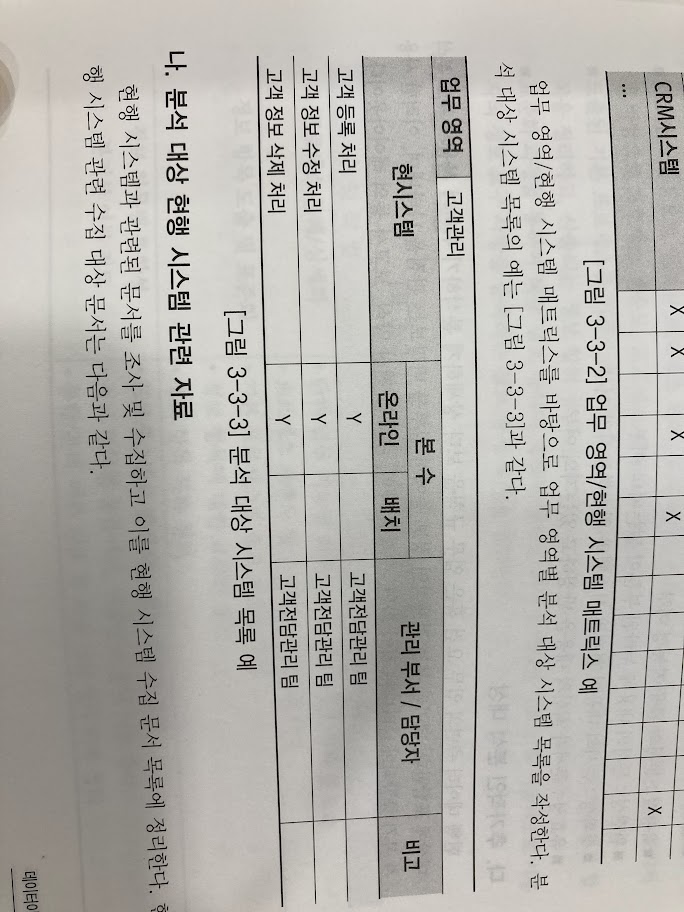 CRM시스템 X X X X X
...
[그림 3-3-2] 업무 영역/현행 시스템 매트릭스 예
업무 영역/현행 시스템 매트릭스를 바탕으로 업무 영역별 분석 대상 시스템 목록을 작성한다. 분
석 대상 시스템 목록의 예는 [그림 3-3-3]과 같다.
업무 영역 고객관리
현시스템 본 수 관리 부서 / 담당자 비고
온라인 배치
고객 등록 처리 Y 고객전담관리 팀
고객 정보 수정 처리 Y 고객전담관리 팀
고객 정보 삭제 처리 Y 고객전담관리 팀
[그림 3-3-3] 분석 대상 시스템 목록 예
나. 분석 대상 현행 시스템 관련 자료
현행 시스템과 관련된 문서를 조사 및 수집하고 이를 현행 시스템 수집 문서 목록에 정리한다. 현
행 시스템 관련 수집 대상 문서는 다음과 같다.
데이터아